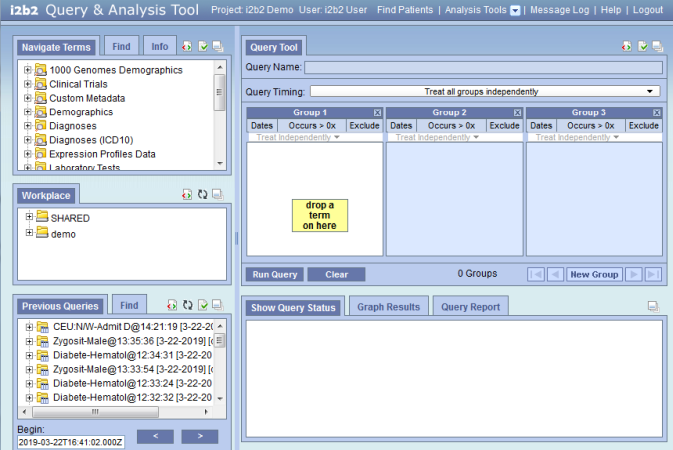 i2b2 Query & Analysis Tool Project: i2b2 Demo User: i2b2 User Find Patients | Analysis Tools | Message Log | Help | Logout
Navigate Terms Find Info
1000 Genomes Demographics
Clinical Trials
Custom Metadata
Demographics
Diagnoses
Diagnoses (ICD10)
Expression Profiles Data
Laboratory Tests
Workplace
SHARED
demo
Previous Queries Find
CEU:N/W-Admit D@14:21:19 [3-22-20
Zygosit-Male@13:35:36 [3-22-2019] [d
Diabete-Hematol@12:34:31 [3-22-20
Zygosit-Male@13:33:54 [3-22-2019] [d
Diabete-Hematol@12:33:24 [3-22-20
Diabete-Hematol@12:32:32 [3-22-20
Begin:
2019-03-22T16:41:02.000Z < >
Query Tool
Query Name:
Query Timing: Treat all groups independently
Group 1 X Group 2 X Group 3 X
Dates Occurs > 0x Exclude Dates Occurs > 0x Exclude Dates Occurs > 0x Exclude
Treat Independently Treat Independently Treat Independently
drop a
term
on here
Run Query Clear 0 Groups New Group
Show Query Status Graph Results Query Report